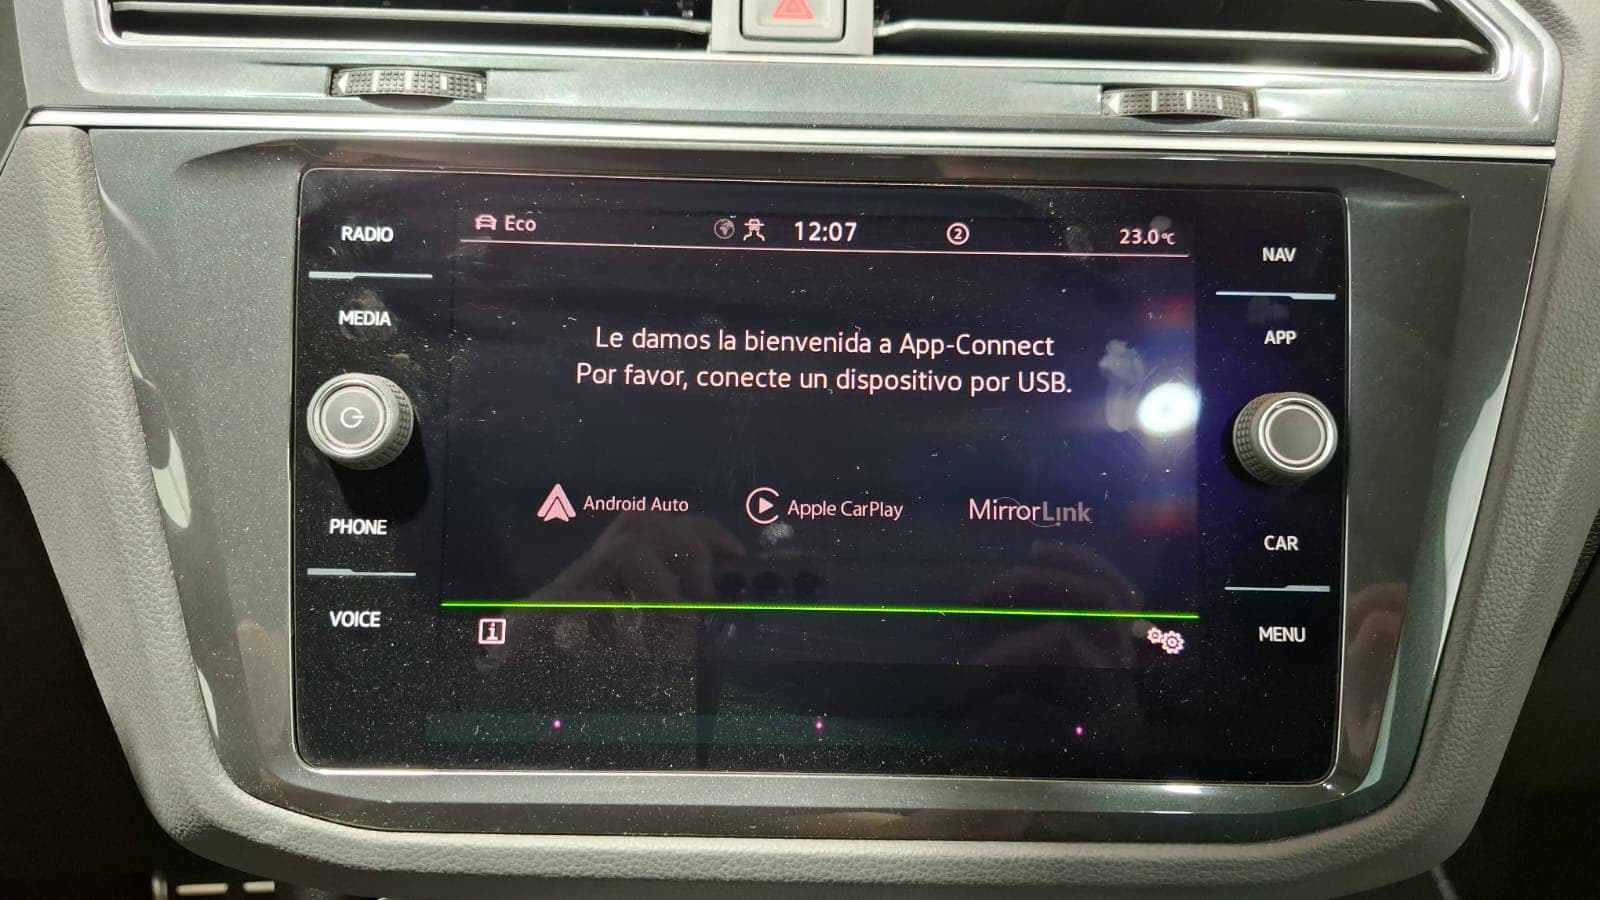 Eco
12:07
2
23.0°C
RADIO
MEDIA
PHONE
VOICE
Le damos la bienvenida a App-Connect
Por favor, conecte un dispositivo por USB.
Android Auto
Apple CarPlay
MirrorLink
i
NAV
APP
CAR
MENU